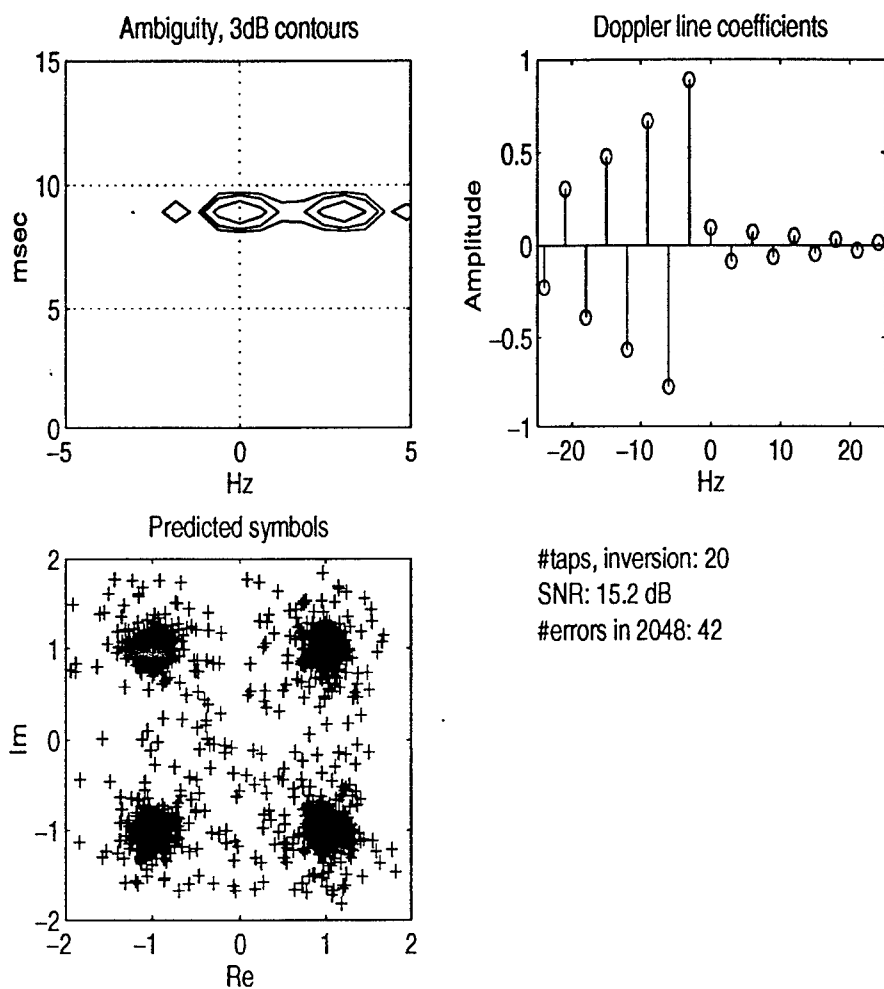 Ambiguity, 3dB contours
15
10
5
0
msec
-5
0
5
Hz
Doppler line coefficients
1
0.5
0
-0.5
-1
Amplitude
-20
-10
0
10
20
Hz
Predicted symbols
2
1
0
-1
-2
Im
-2
-1
0
1
2
Re
#taps, inversion: 20
SNR: 15.2 dB
#errors in 2048: 42